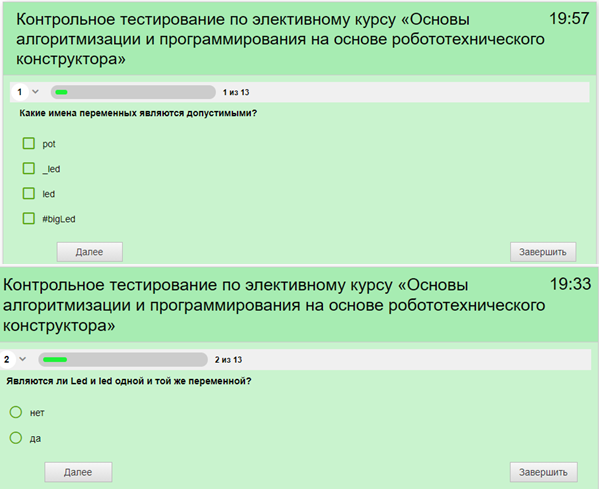 Контрольное тестирование по элективному курсу «Основы 19:57
алгоритмизации и программирования на основе робототехнического
конструктора»
1 1 из 13
Какие имена переменных являются допустимыми?
pot
_led
led
#bigLed
Далее Завершить
Контрольное тестирование по элективному курсу «Основы 19:33
алгоритмизации и программирования на основе робототехнического
конструктора»
2 2 из 13
Являются ли Led и led одной и той же переменной?
нет
да
Далее Завершить